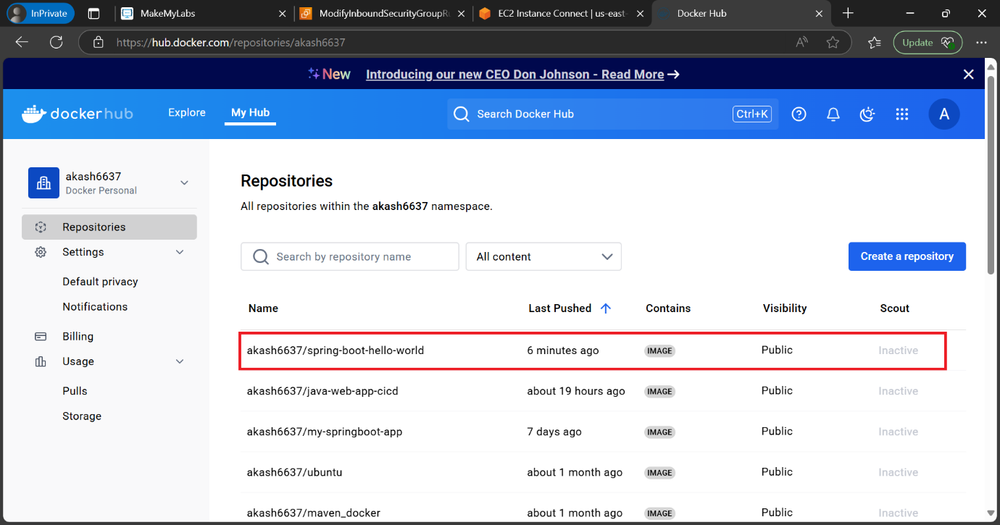 InPrivate
MakeMyLabs
ModifyInboundSecurityGroupRu
EC2 Instance Connect | us-east-
Docker Hub
https://hub.docker.com/repositories/akash6637
Update
New Introducing our new CEO Don Johnson - Read More →
dockerhub
Explore
My Hub
Search Docker Hub
Ctrl+K
A
akash6637
Docker Personal
Repositories
Settings
Default privacy
Notifications
Billing
Usage
Pulls
Storage
Repositories
All repositories within the akash6637 namespace.
Search by repository name
All content
Create a repository
Name Last Pushed Contains Visibility Scout
akash6637/spring-boot-hello-world 6 minutes ago IMAGE Public Inactive
akash6637/java-web-app-cicd about 19 hours ago IMAGE Public Inactive
akash6637/my-springboot-app 7 days ago IMAGE Public Inactive
akash6637/ubuntu about 1 month ago IMAGE Public Inactive
akash6637/maven_docker about 1 month ago IMAGE Public Inactive